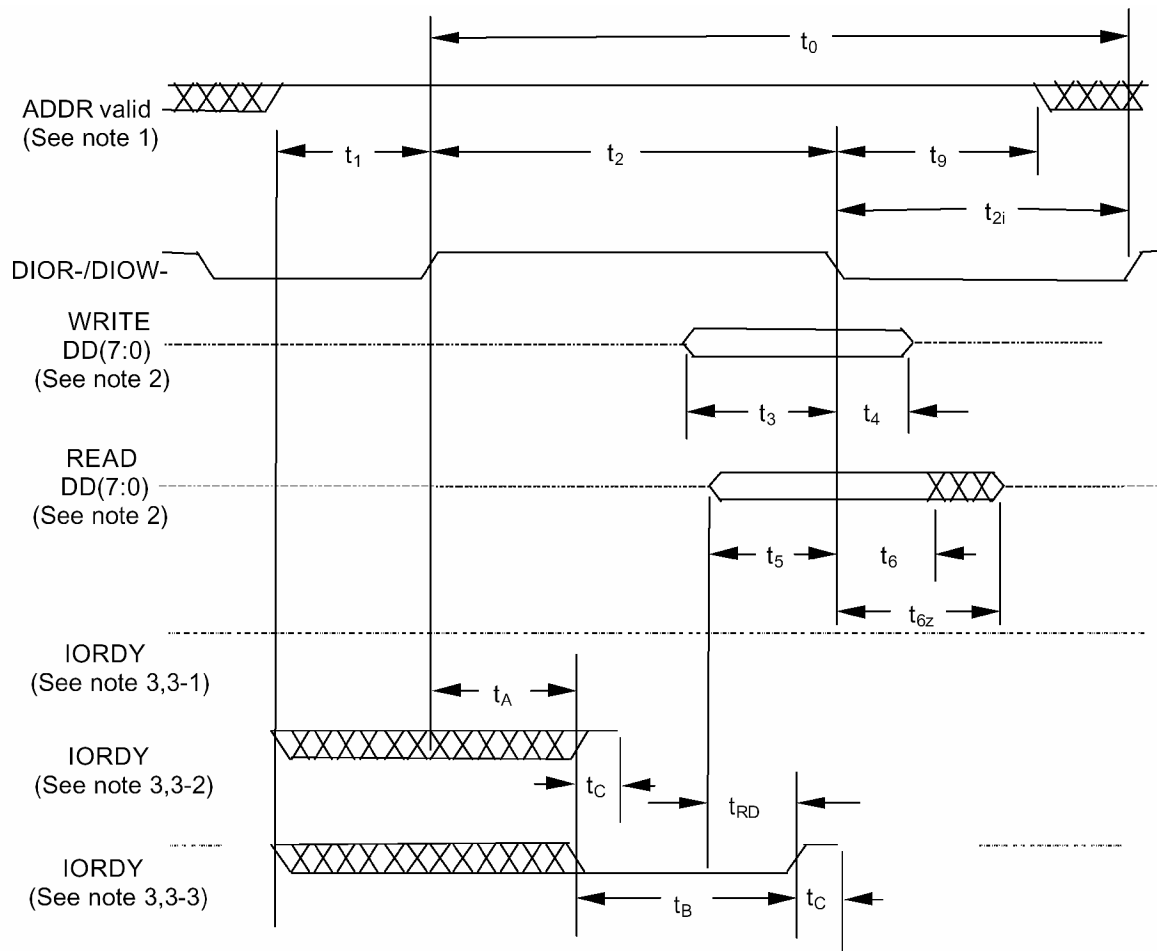 t0
ADDR valid
(See note 1)
t1
t2
t9
t2i
DIOR-/DIOW-
WRITE
DD(7:0)
(See note 2)
t3
t4
READ
DD(7:0)
(See note 2)
t5
t6
t6z
IORDY
(See note 3,3-1)
tA
IORDY
(See note 3,3-2)
tC
tRD
IORDY
(See note 3,3-3)
tB
tC